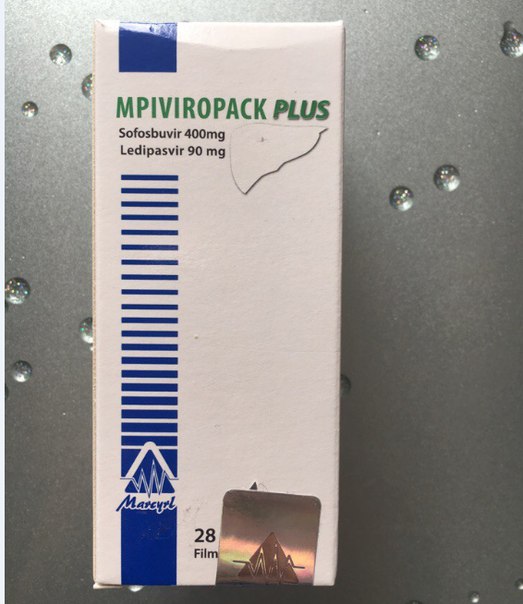 MPIVIROPACK PLUS
Sofosbuvir 400mg
Ledipasvir 90 mg
Marcyrl
28
Film